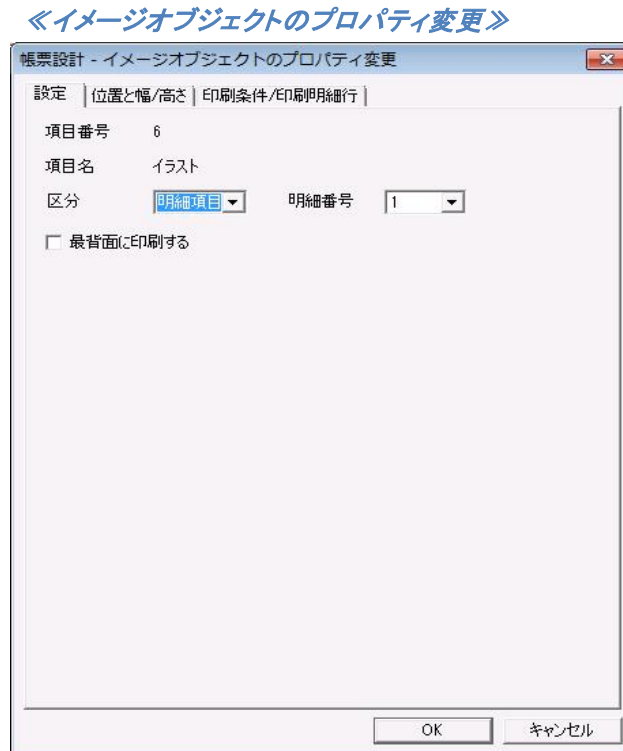 ≪イメージオブジェクトのプロパティ変更≫
帳票設計 - イメージオブジェクトのプロパティ変更
設定 位置と幅/高さ 印刷条件/印刷明細行
項目番号 6
項目名 イラスト
区分 明細項目 明細番号 1
最背面に印刷する
OK キャンセル